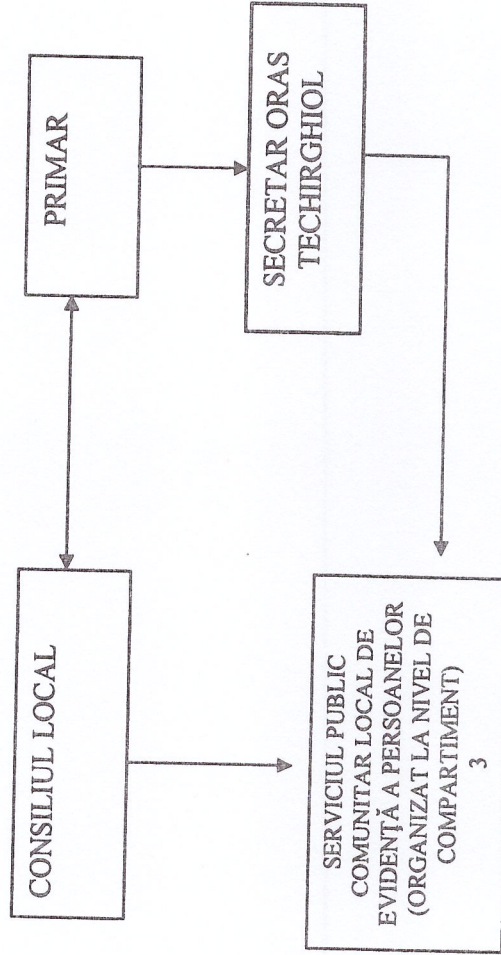 CONSILIUL LOCAL
PRIMAR
SECRETAR ORAS
TECHIRGHIOL
SERVICIUL PUBLIC
COMUNITAR LOCAL DE
EVIDENŢĂ A PERSOANELOR
(ORGANIZAT LA NIVEL DE
COMPARTIMENT)
3